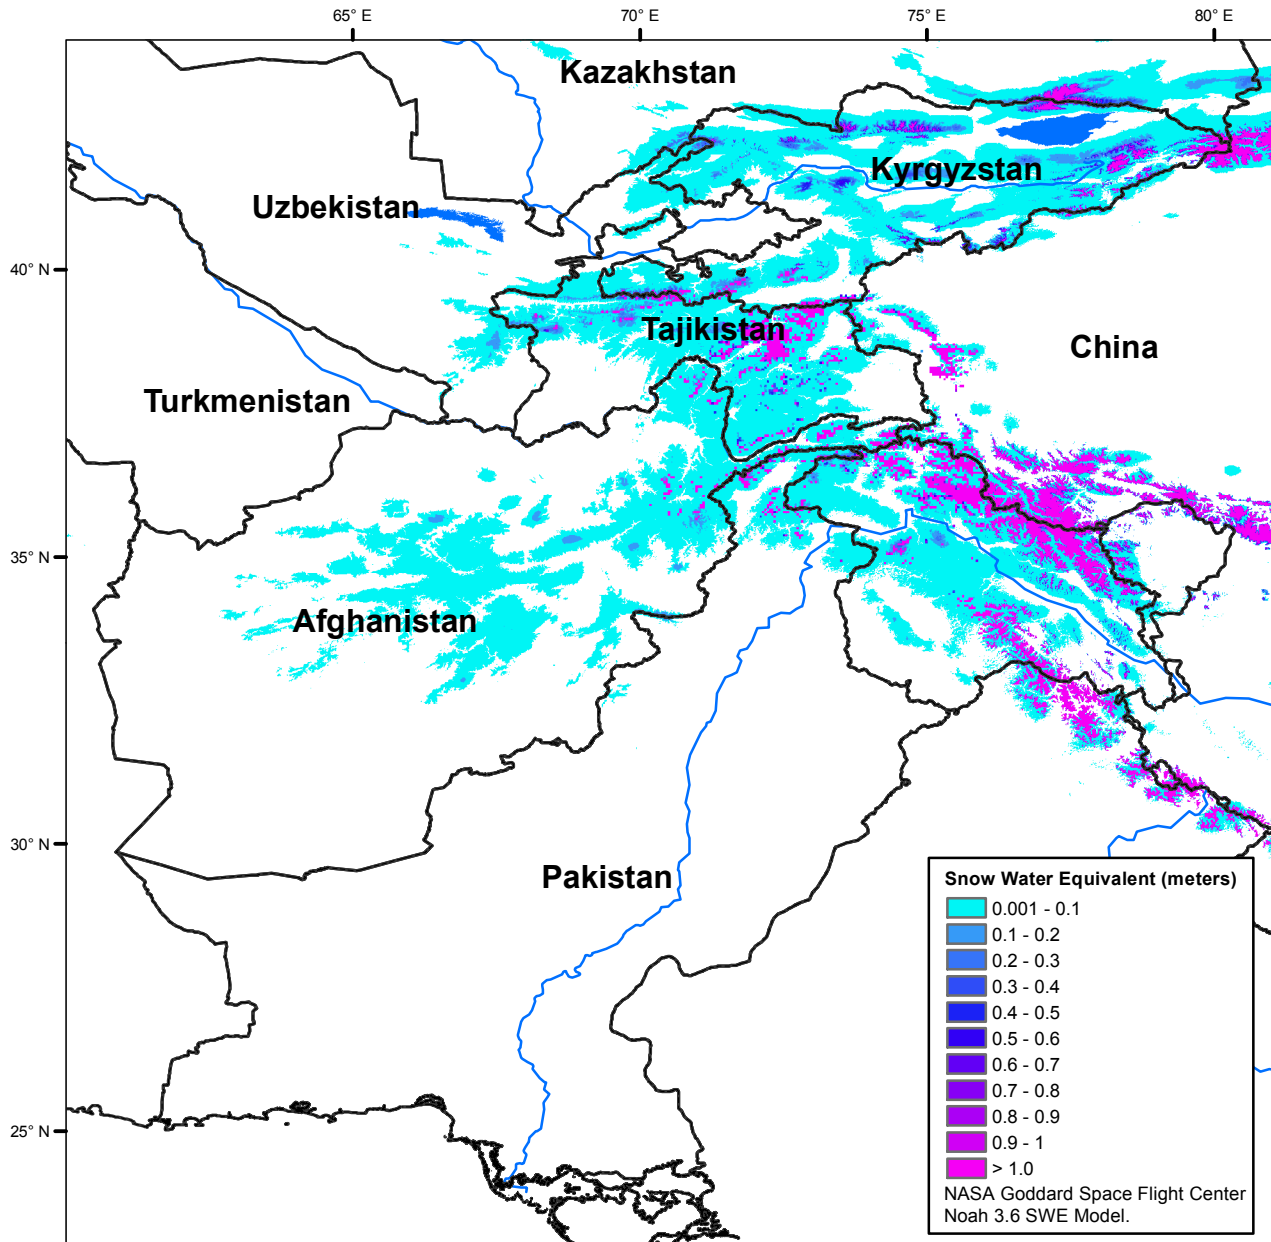 65° E 70° E 75° E 80° E
Kazakhstan
Kyrgyzstan
Uzbekistan
40° N
Tajikistan
China
Turkmenistan
35° N
Afghanistan
30° N
Pakistan
Snow Water Equivalent (meters)
0.001 - 0.1
0.1 - 0.2
0.2 - 0.3
0.3 - 0.4
0.4 - 0.5
0.5 - 0.6
0.6 - 0.7
0.7 - 0.8
0.8 - 0.9
0.9 - 1
> 1.0
25° N
NASA Goddard Space Flight Center
Noah 3.6 SWE Model.